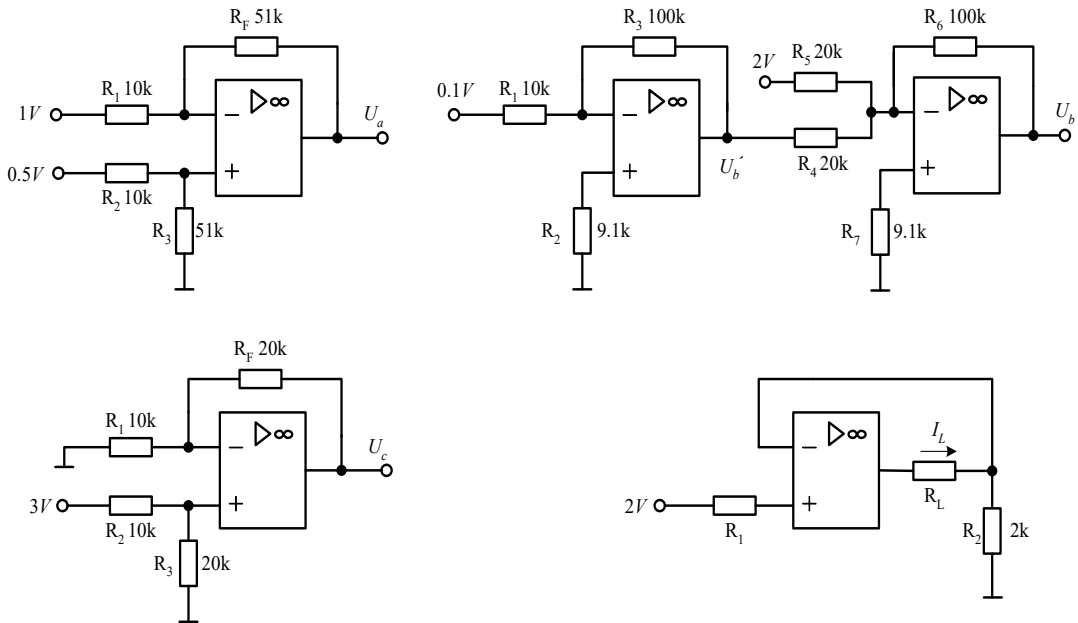 R_F 51k
R_1 10k
1V
∞
−
+
U_a
0.5V
R_2 10k
R_3
51k
R_3 100k
0.1V
R_1 10k
∞
−
+
U_b´
R_2
9.1k
2V
R_5 20k
R_4 20k
R_6 100k
∞
−
+
U_b
R_7
9.1k
R_F 20k
R_1 10k
∞
−
+
U_c
3V
R_2 10k
R_3
20k
∞
−
+
I_L
R_L
2V
R_1
R_2
2k